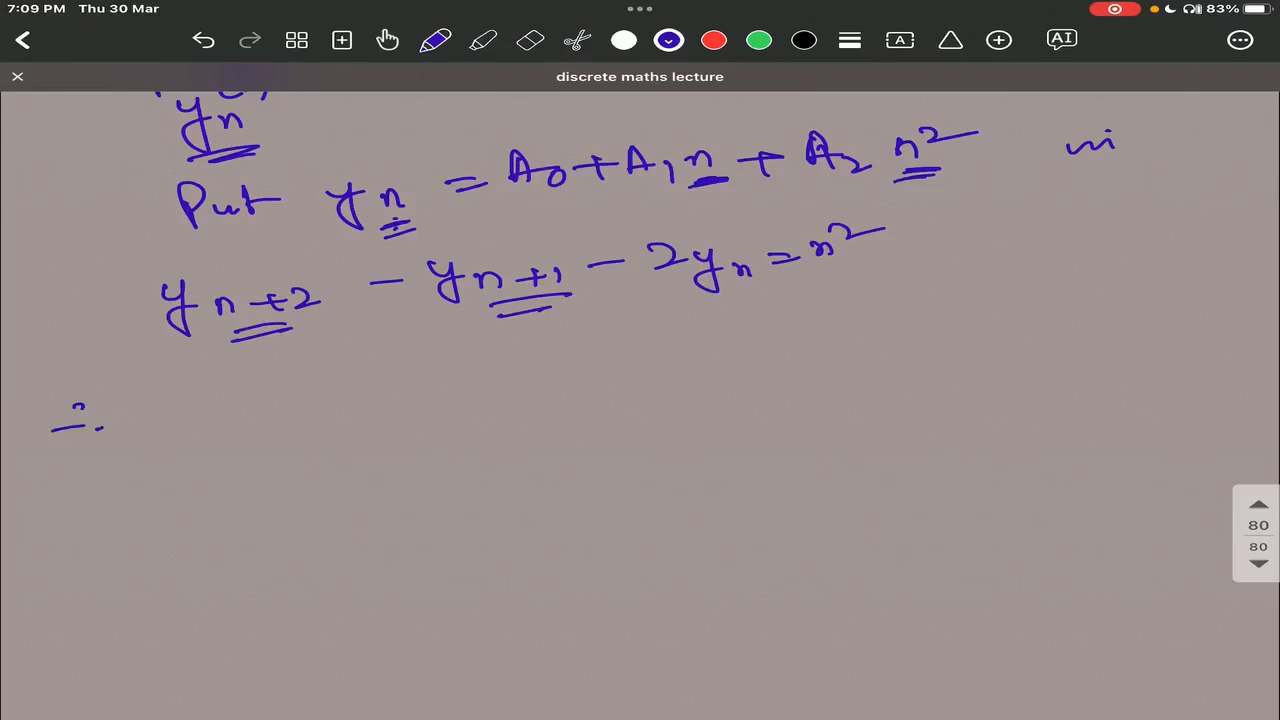 7:09 PM Thu 30 Mar
83%
AI
discrete maths lecture
yₙ
Put yₙ = A₀ + A₁n + A₂n²
yₙ₊₂ - yₙ₊₁ - 2yₙ = n²
∴
80
80